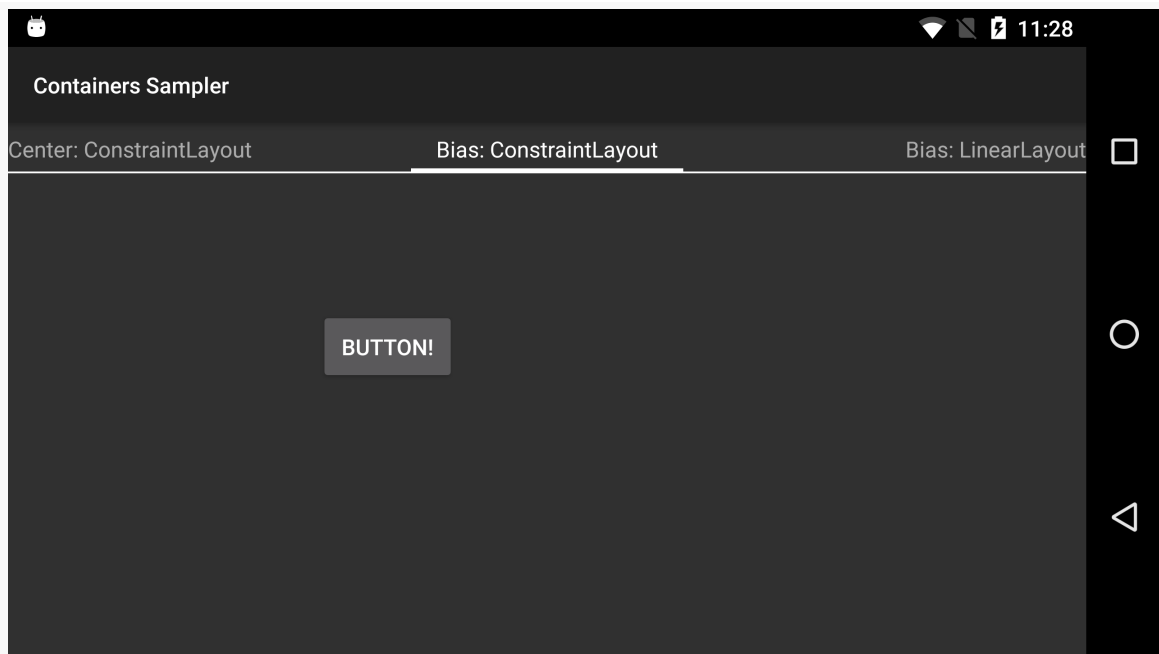 11:28
Containers Sampler
Center: ConstraintLayout Bias: ConstraintLayout Bias: LinearLayout
BUTTON!